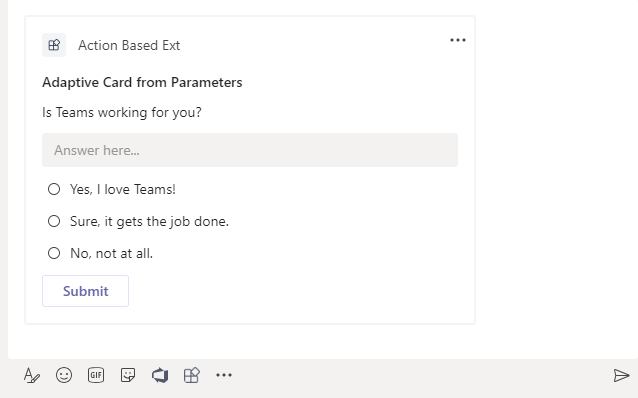 Action Based Ext
Adaptive Card from Parameters
Is Teams working for you?
Answer here...
Yes, I love Teams!
Sure, it gets the job done.
No, not at all.
Submit
GIF